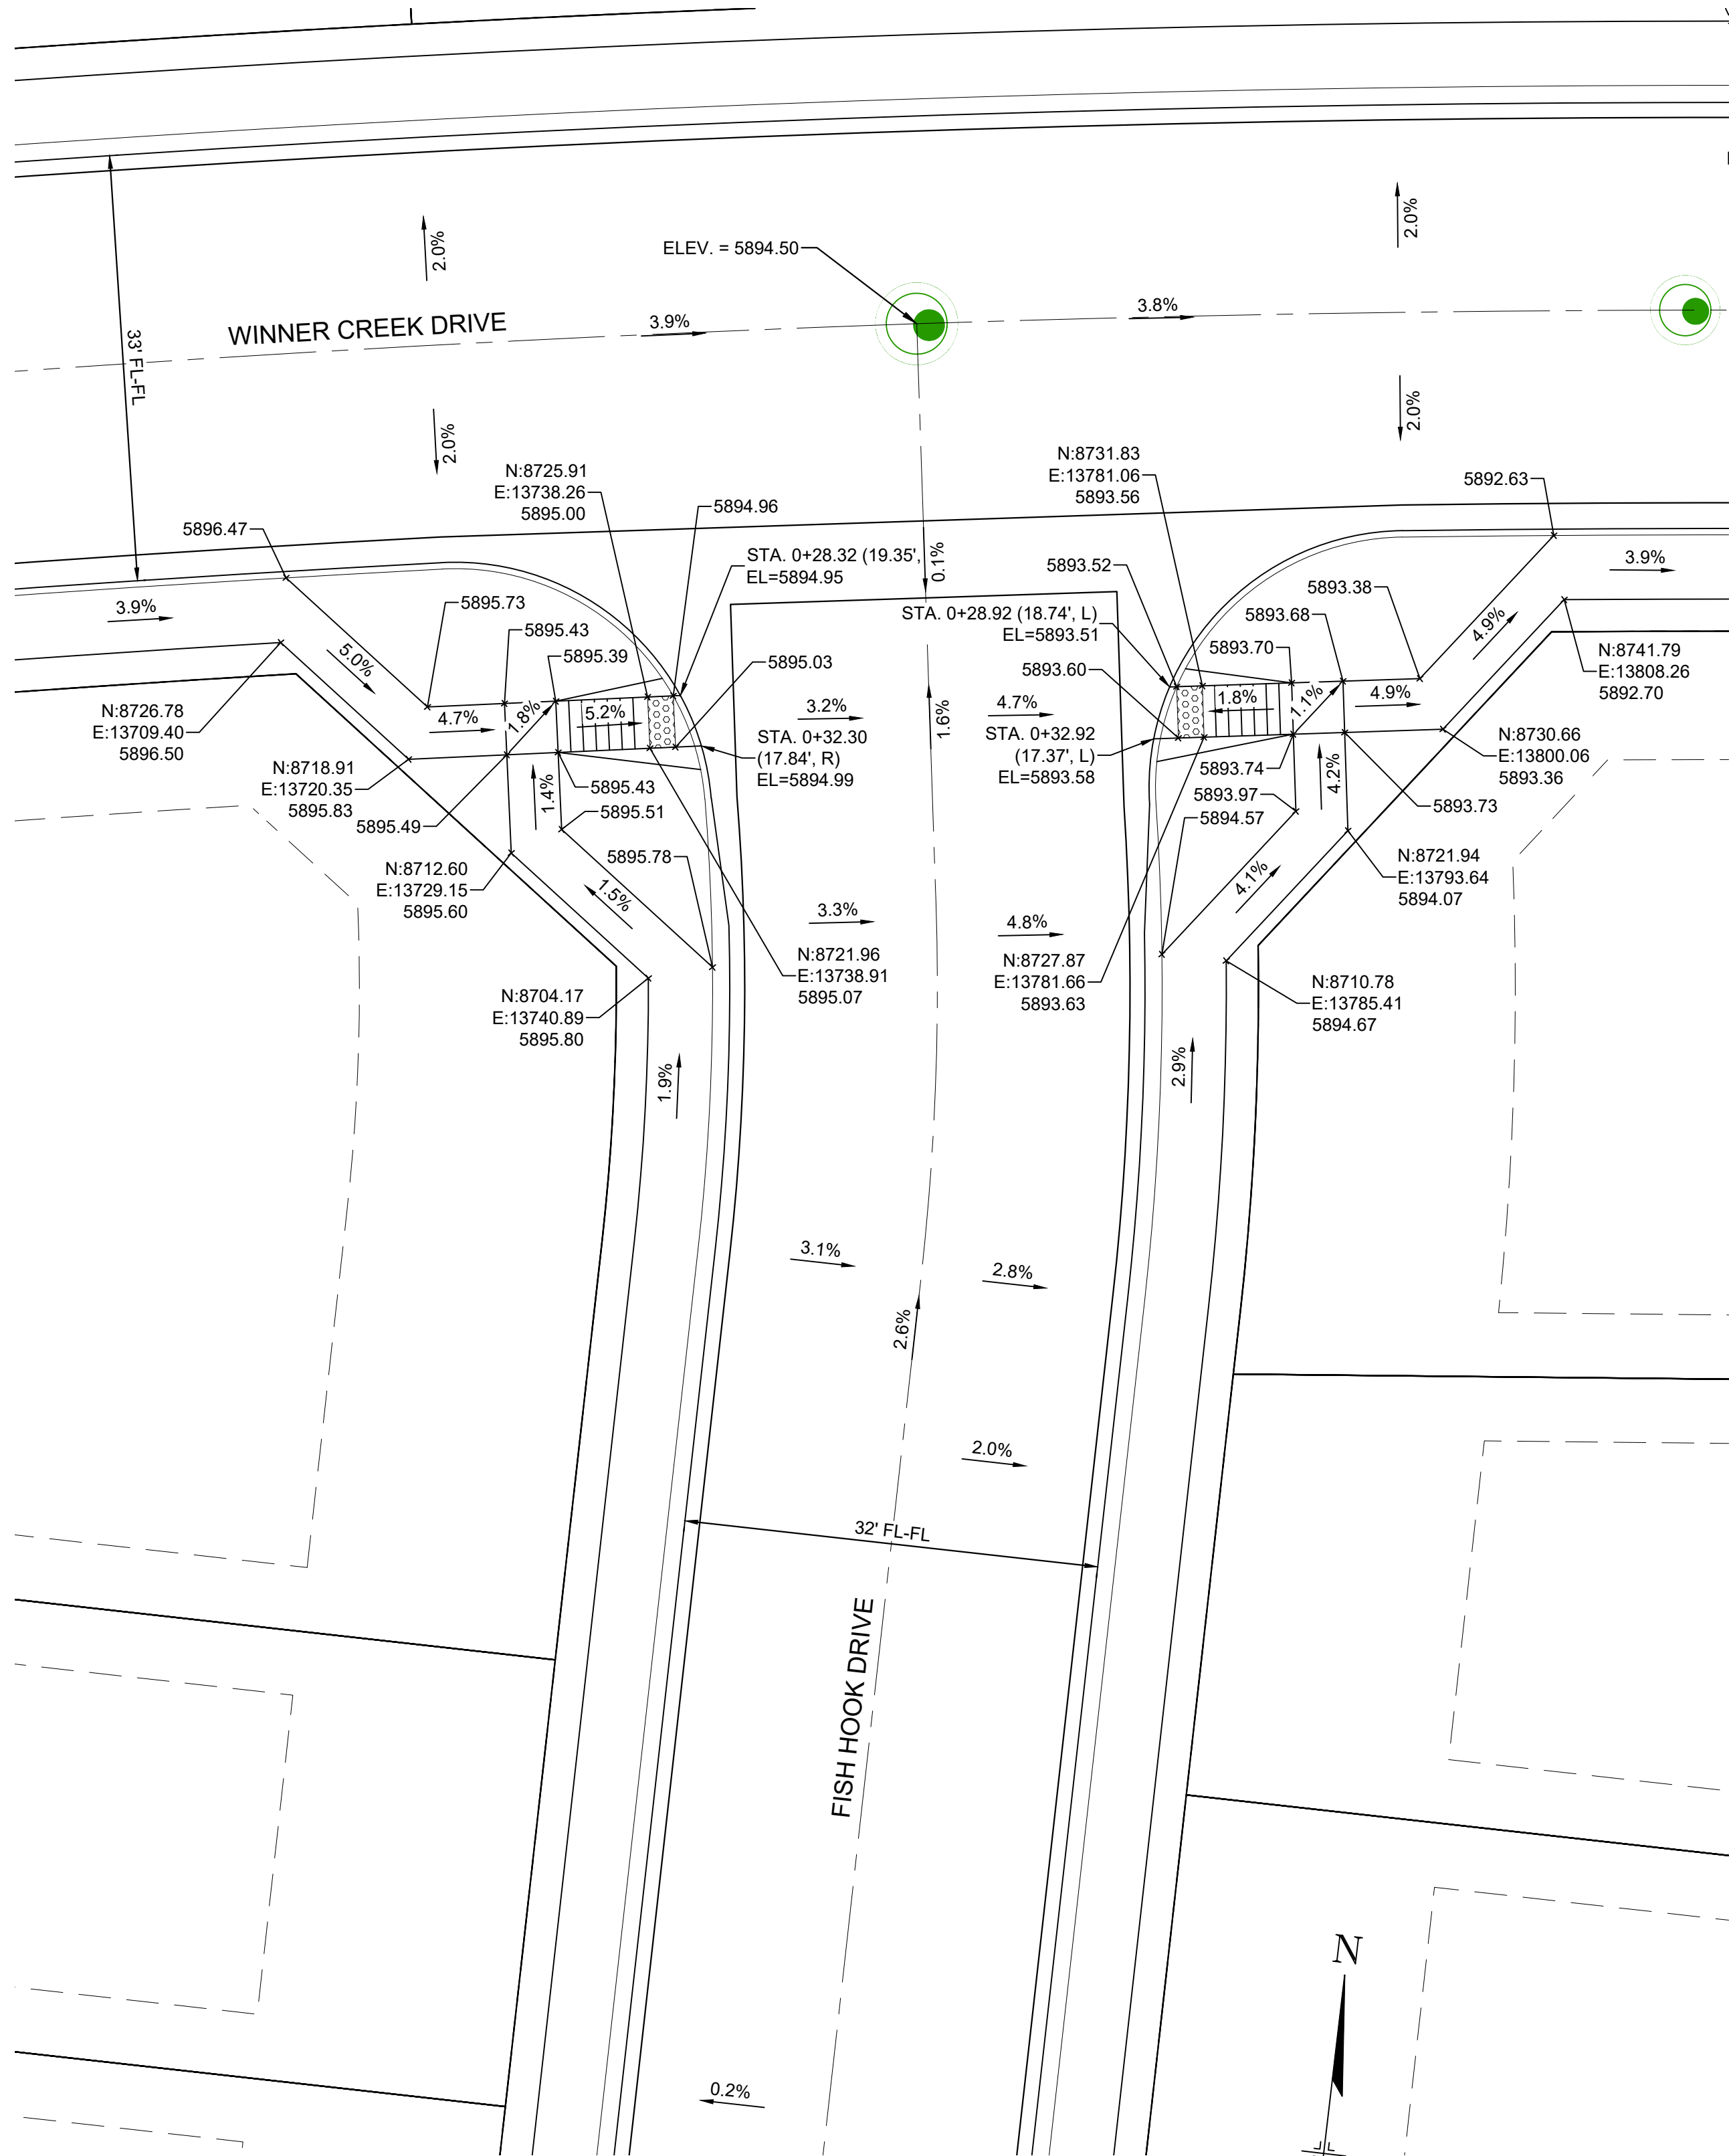 ELEV. = 5894.50
2.0%
2.0%
WINNER CREEK DRIVE
3.9%
3.8%
33' FL-FL
2.0%
2.0%
N:8725.91
E:13738.26
5895.00
5894.96
N:8731.83
E:13781.06
5893.56
5892.63
5896.47
STA. 0+28.32 (19.35',
EL=5894.95
0.1%
5893.52
5893.38
3.9%
3.9%
5895.73
5895.43
5895.39
STA. 0+28.92 (18.74', L)
EL=5893.51
5893.68
5893.70
4.9%
5.0%
5895.03
5893.60
N:8741.79
E:13808.26
5892.70
N:8726.78
E:13709.40
5896.50
4.7%
1.8%
5.2%
3.2%
1.6%
4.7%
1.8%
1.1%
4.9%
STA. 0+32.30
(17.84', R)
EL=5894.99
STA. 0+32.92
(17.37', L)
EL=5893.58
N:8730.66
E:13800.06
5893.36
N:8718.91
E:13720.35
5895.83
1.4%
5895.43
5895.51
5893.74
5893.97
5894.57
4.2%
5893.73
5895.49
5895.78
N:8712.60
E:13729.15
5895.60
1.5%
4.1%
N:8721.94
E:13793.64
5894.07
3.3%
4.8%
N:8721.96
E:13738.91
5895.07
N:8727.87
E:13781.66
5893.63
N:8704.17
E:13740.89
5895.80
N:8710.78
E:13785.41
5894.67
1.9%
2.9%
3.1%
2.8%
2.6%
2.0%
32' FL-FL
FISH HOOK DRIVE
N
0.2%